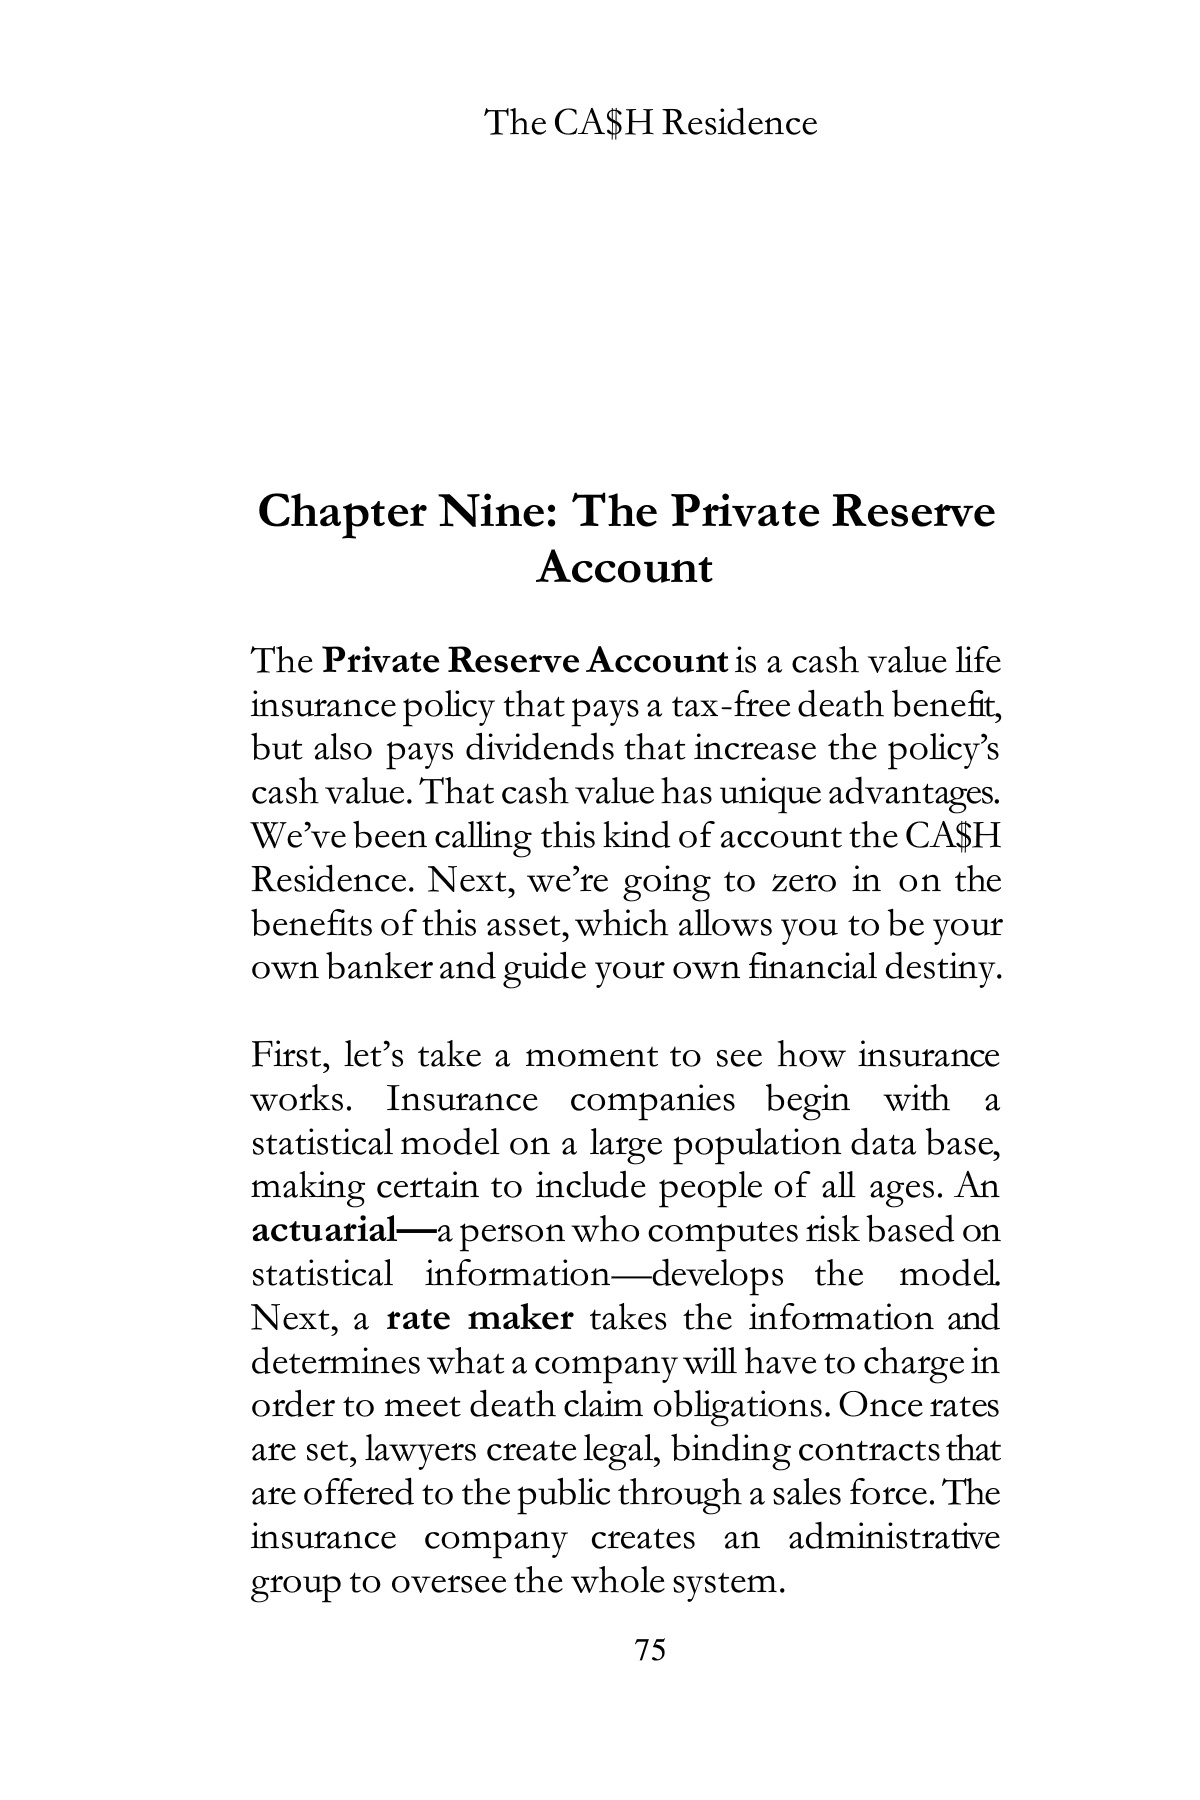 The CA$H Residence
Chapter Nine: The Private Reserve
Account
The Private Reserve Account is a cash value life
insurance policy that pays a tax-free death benefit,
but also pays dividends that increase the policy’s
cash value. That cash value has unique advantages.
We’ve been calling this kind of account the CA$H
Residence. Next, we’re going to zero in on the
benefits of this asset, which allows you to be your
own banker and guide your own financial destiny.
First, let’s take a moment to see how insurance
works. Insurance companies begin with a
statistical model on a large population data base,
making certain to include people of all ages. An
actuarial—a person who computes risk based on
statistical information—develops the model.
Next, a rate maker takes the information and
determines what a company will have to charge in
order to meet death claim obligations. Once rates
are set, lawyers create legal, binding contracts that
are offered to the public through a sales force. The
insurance company creates an administrative
group to oversee the whole system.
75